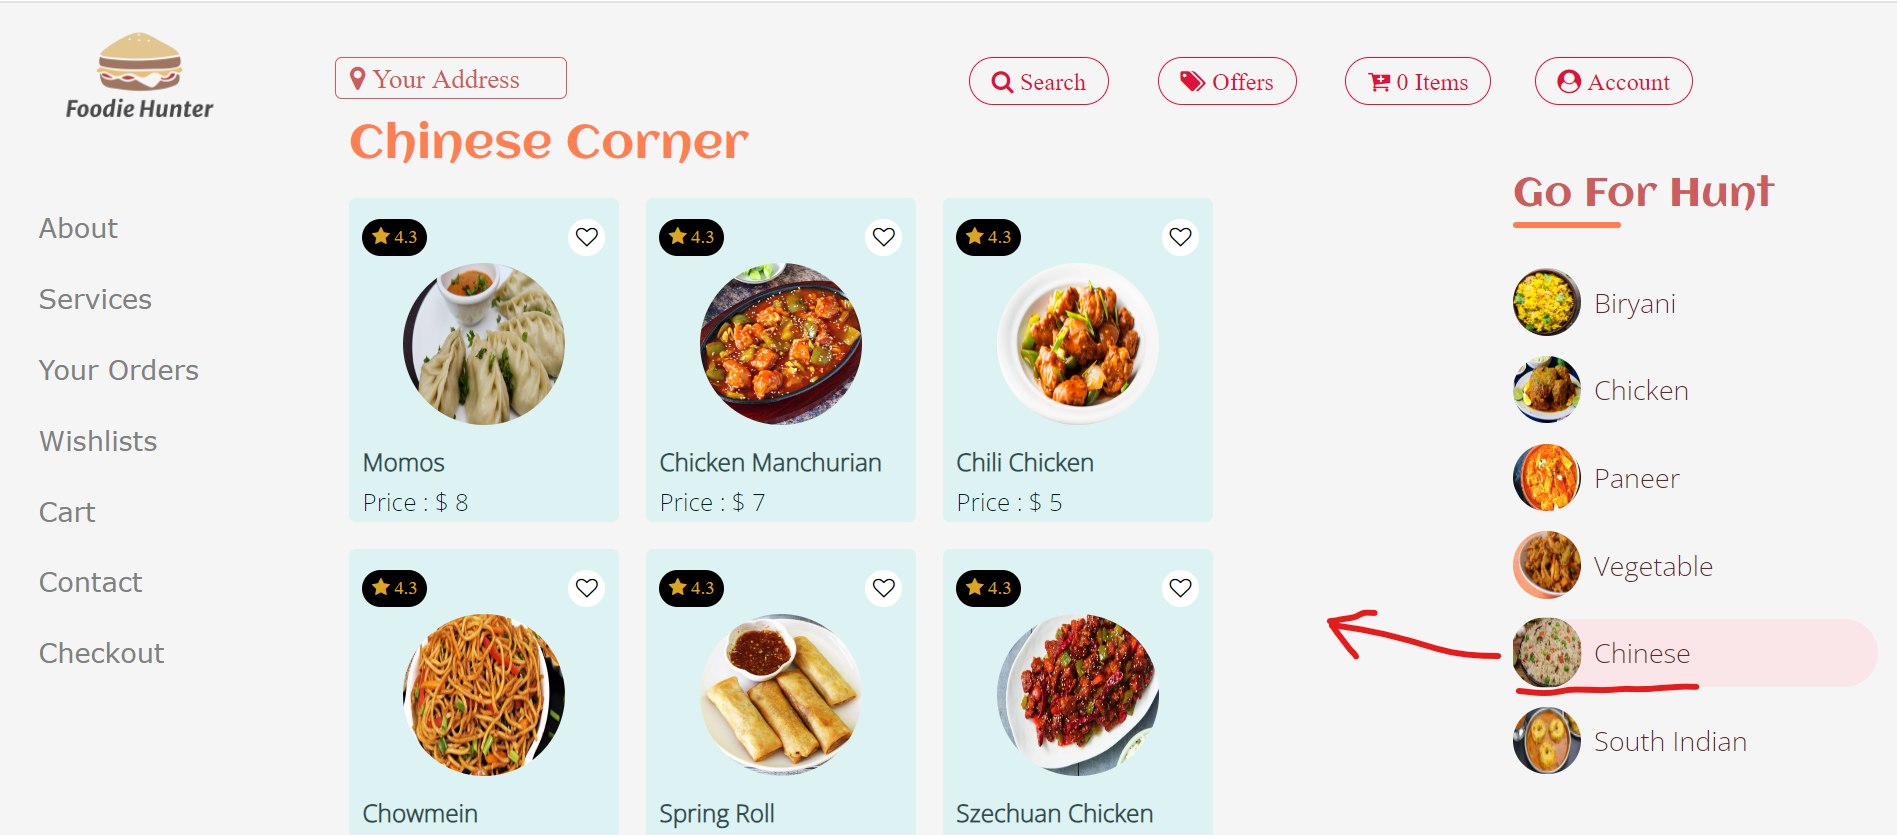 Foodie Hunter
Your Address
Search
Offers
0 Items
Account
About
Services
Your Orders
Wishlists
Cart
Contact
Checkout
Chinese Corner
4.3
Momos
Price : $ 8
4.3
Chicken Manchurian
Price : $ 7
4.3
Chili Chicken
Price : $ 5
4.3
Chowmein
4.3
Spring Roll
4.3
Szechuan Chicken
Go For Hunt
Biryani
Chicken
Paneer
Vegetable
Chinese
South Indian